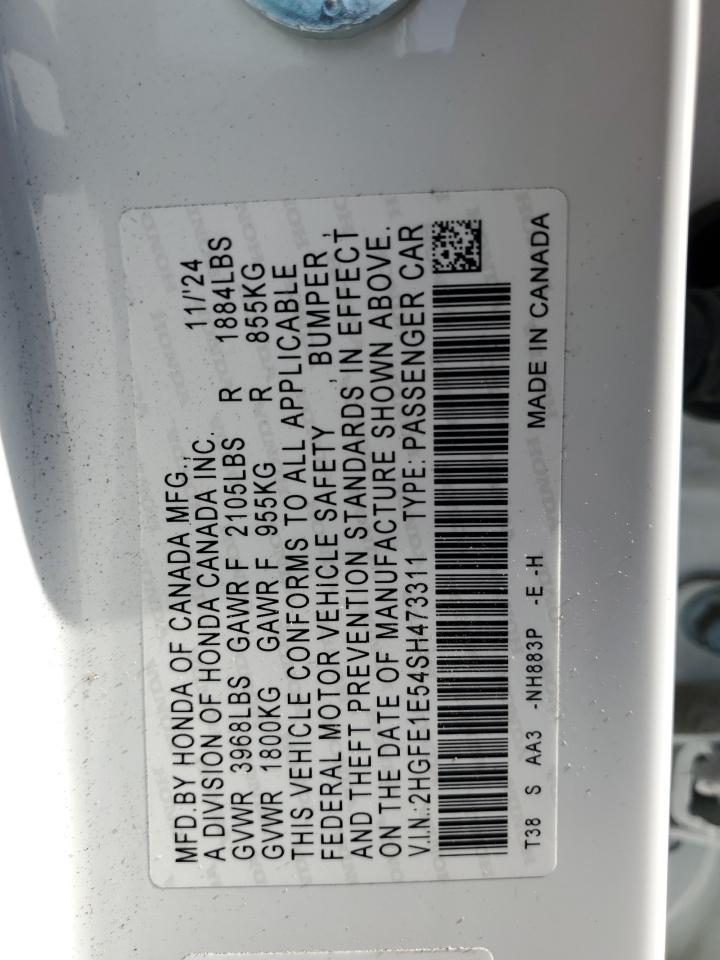 MFD. BY HONDA OF CANADA MFG.,
A DIVISION OF HONDA CANADA INC. 11/'24
GVWR 3968LBS GAWR F 2105LBS R 1884LBS
GVWR 1800KG GAWR F 955KG R 855KG
THIS VEHICLE CONFORMS TO ALL APPLICABLE
FEDERAL MOTOR VEHICLE SAFETY , BUMPER ,
AND THEFT PREVENTION STANDARDS IN EFFECT
ON THE DATE OF MANUFACTURE SHOWN ABOVE.
V.I.N.:2HGFE1E54SH473311 TYPE: PASSENGER CAR
T38 S AA3 -NH883P -E -H MADE IN CANADA